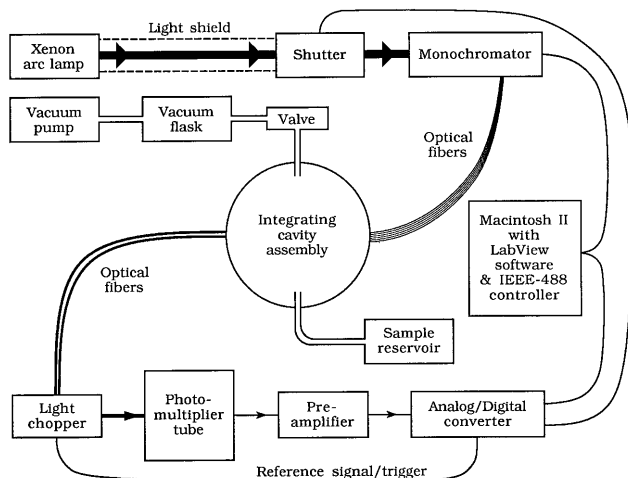 Light shield
Xenon
arc lamp
Shutter
Monochromator
Vacuum
pump
Vacuum
flask
Valve
Optical
fibers
Integrating
cavity
assembly
Macintosh II
with
LabView
software
& IEEE-488
controller
Optical
fibers
Sample
reservoir
Light
chopper
Photo-
multiplier
tube
Pre-
amplifier
Analog/Digital
converter
Reference signal/trigger